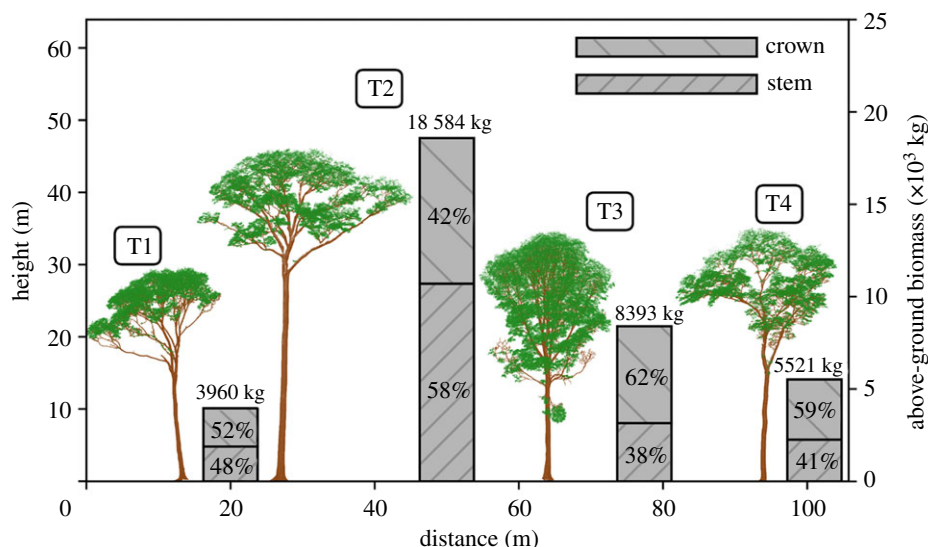 60
50
40
30
20
10
0
height (m)
T1
3960 kg
52%
48%
T2
18 584 kg
42%
58%
T3
8393 kg
62%
38%
T4
5521 kg
59%
41%
crown
stem
25
20
15
10
5
0
above-ground biomass (×10³ kg)
20
40
60
80
100
distance (m)